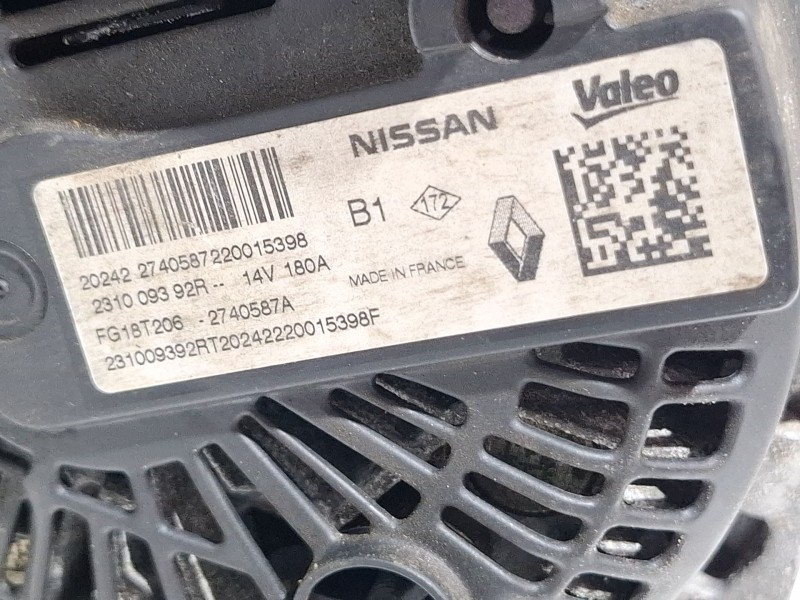 Valeo
NISSAN
B1 172
20242 2740587220015398
2310 093 92R -- 14V 180A
MADE IN FRANCE
FG18T206 - 2740587A
231009392RT20242220015398F